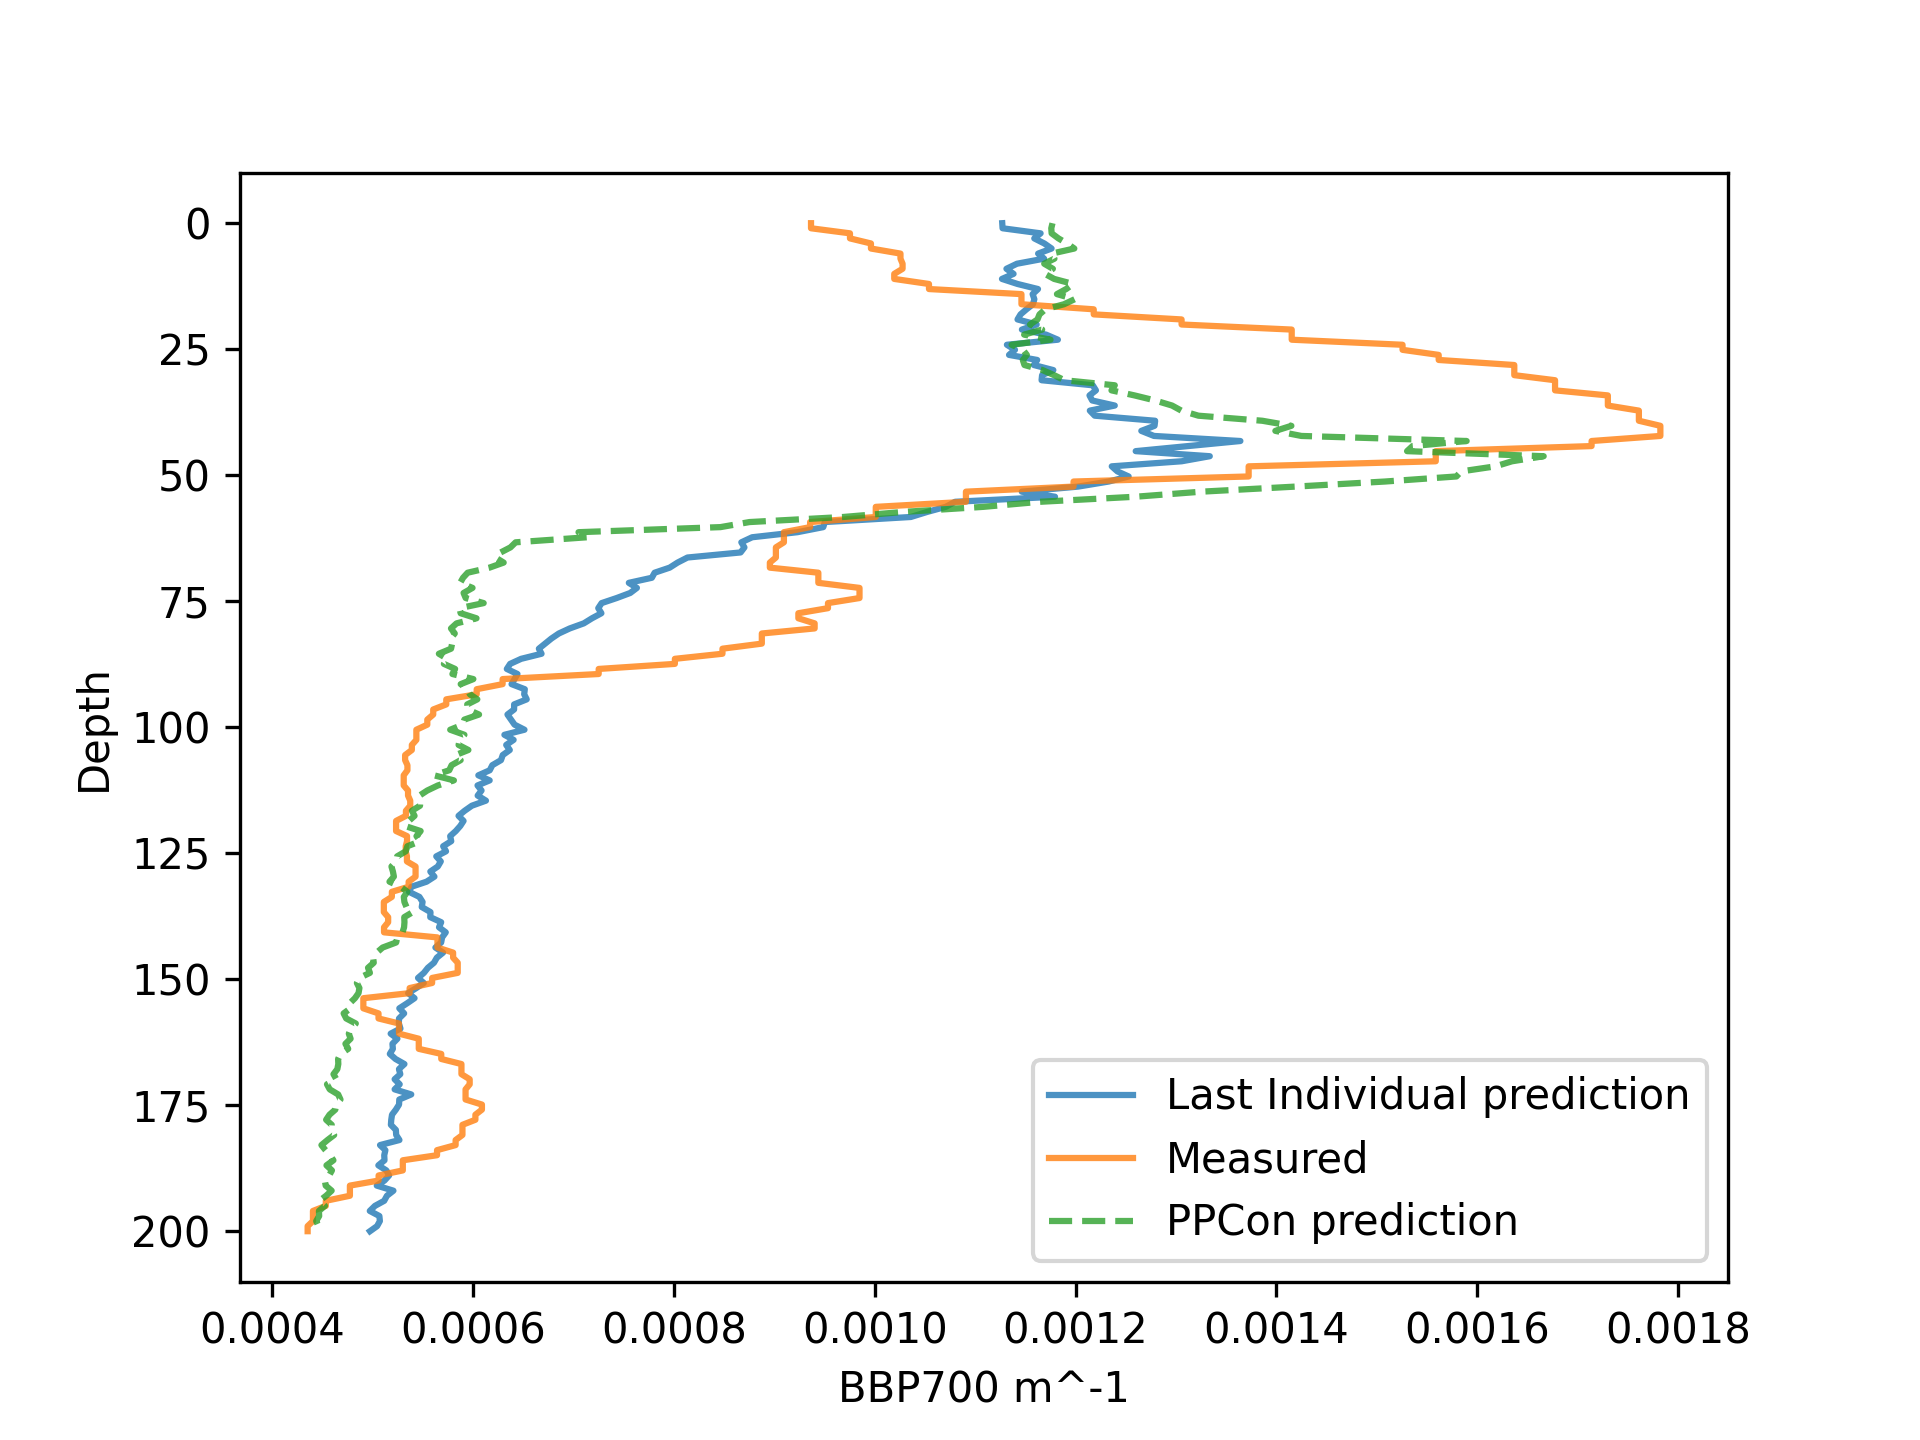 0
25
50
75
100
125
150
175
200
Depth
0.0004 0.0006 0.0008 0.0010 0.0012 0.0014 0.0016 0.0018
BBP700 m^-1
Last Individual prediction
Measured
PPCon prediction